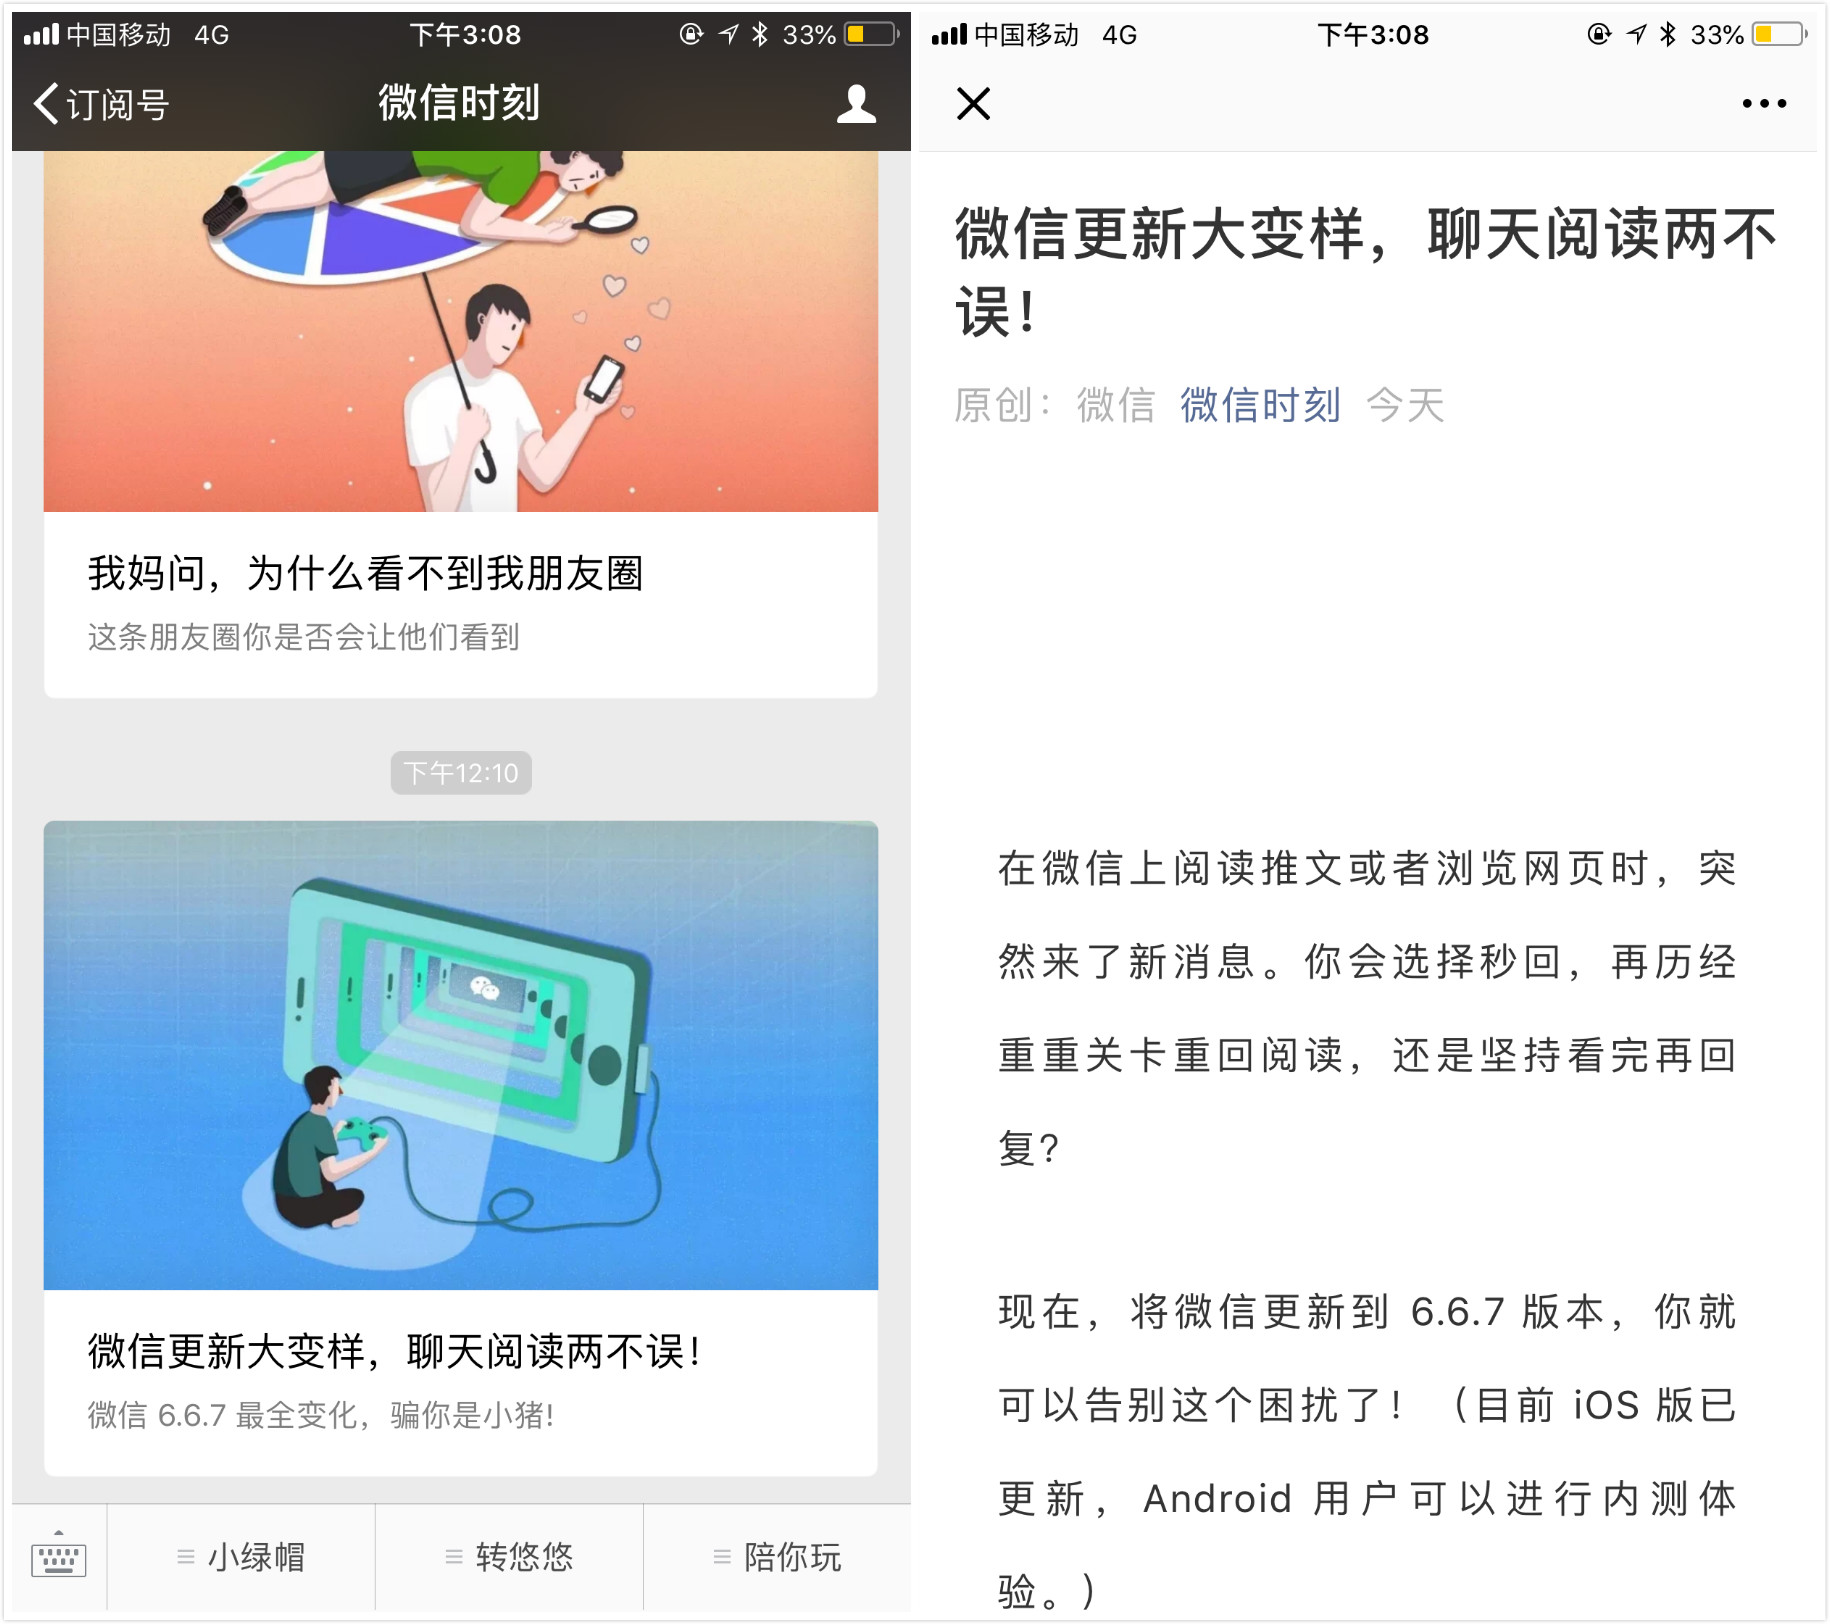 中国移动 4G 下午3:08 33%
订阅号 微信时刻
我妈问，为什么看不到我朋友圈
这条朋友圈你是否会让他们看到
下午12:10
微信更新大变样，聊天阅读两不误！
微信 6.6.7 最全变化，骗你是小猪！
小绿帽 转悠悠 陪你玩
中国移动 4G 下午3:08 33%
微信更新大变样，聊天阅读两不
误！
原创：微信 微信时刻 今天
在微信上阅读推文或者浏览网页时，突
然来了新消息。你会选择秒回，再历经
重重关卡重回阅读，还是坚持看完再回
复？
现在，将微信更新到 6.6.7 版本，你就
可以告别这个困扰了！（目前 iOS 版已
更新，Android 用户可以进行内测体
验。）